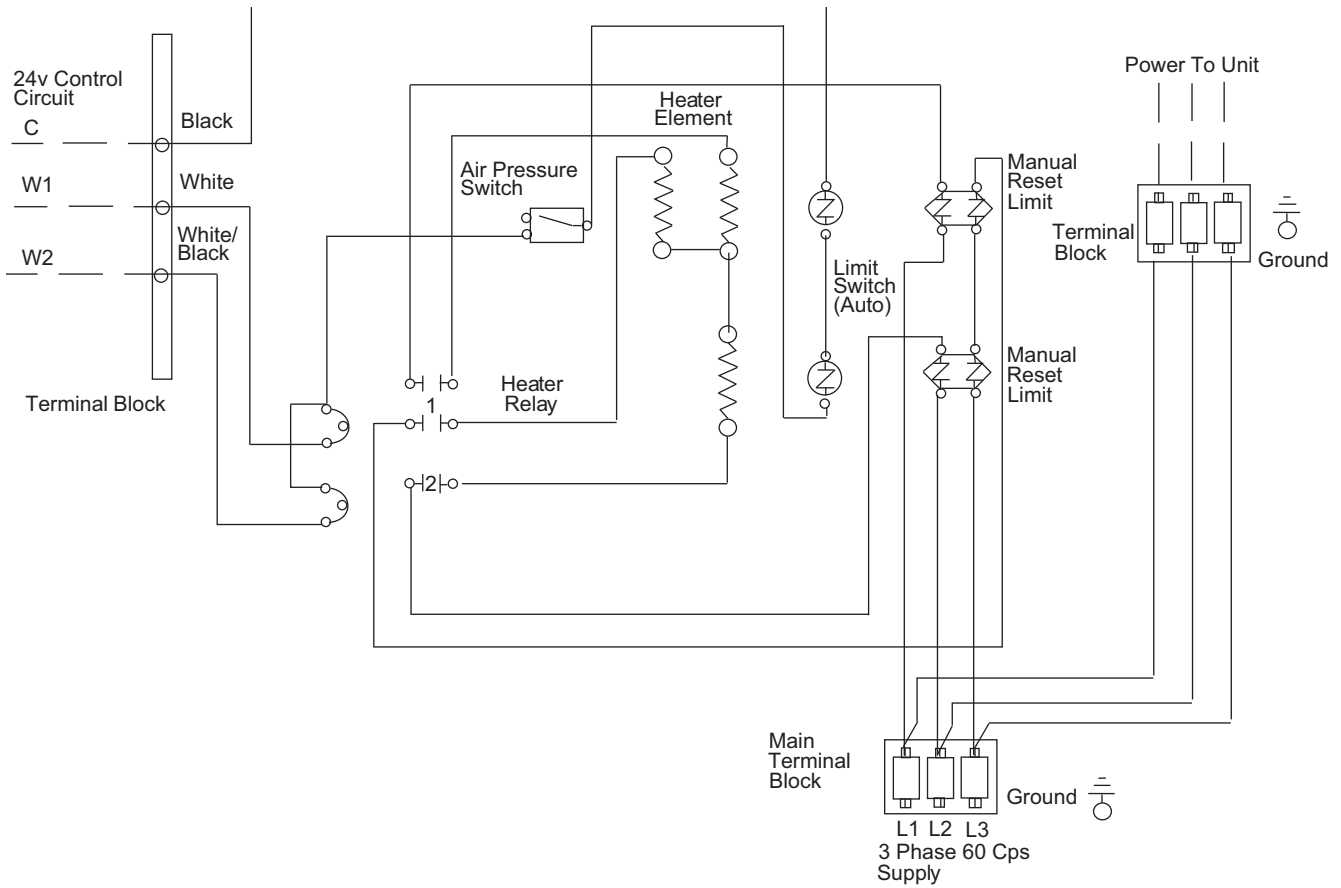 24v Control
Circuit
C
Black
W1
White
White/
Black
W2
Terminal Block
Air Pressure
Switch
Heater
Element
Heater
Relay
1
2
Limit
Switch
(Auto)
Manual
Reset
Limit
Manual
Reset
Limit
Power To Unit
Terminal
Block
Ground
Main
Terminal
Block
Ground
L1 L2 L3
3 Phase 60 Cps
Supply